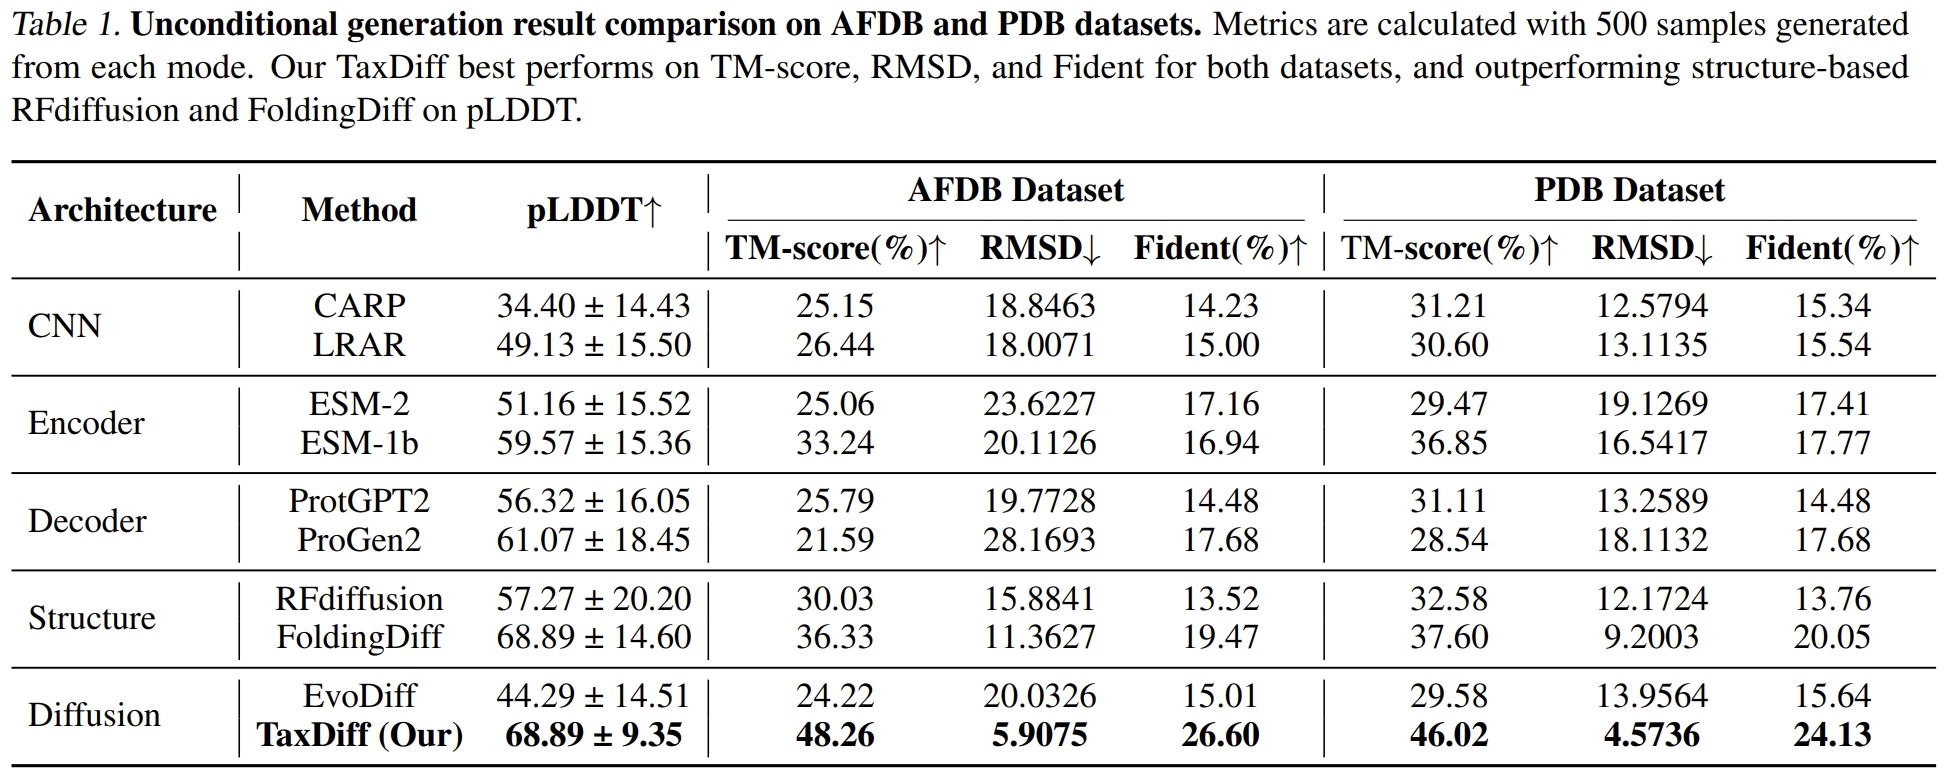 Table 1. Unconditional generation result comparison on AFDB and PDB datasets. Metrics are calculated with 500 samples generated
from each mode. Our TaxDiff best performs on TM-score, RMSD, and Fident for both datasets, and outperforming structure-based
RFdiffusion and FoldingDiff on pLDDT.
Architecture Method pLDDT↑ AFDB Dataset PDB Dataset
TM-score(%)↑ RMSD↓ Fident(%)↑ TM-score(%)↑ RMSD↓ Fident(%)↑
CNN CARP 34.40 ± 14.43 25.15 18.8463 14.23 31.21 12.5794 15.34
LRAR 49.13 ± 15.50 26.44 18.0071 15.00 30.60 13.1135 15.54
Encoder ESM-2 51.16 ± 15.52 25.06 23.6227 17.16 29.47 19.1269 17.41
ESM-1b 59.57 ± 15.36 33.24 20.1126 16.94 36.85 16.5417 17.77
Decoder ProtGPT2 56.32 ± 16.05 25.79 19.7728 14.48 31.11 13.2589 14.48
ProGen2 61.07 ± 18.45 21.59 28.1693 17.68 28.54 18.1132 17.68
Structure RFdiffusion 57.27 ± 20.20 30.03 15.8841 13.52 32.58 12.1724 13.76
FoldingDiff 68.89 ± 14.60 36.33 11.3627 19.47 37.60 9.2003 20.05
Diffusion EvoDiff 44.29 ± 14.51 24.22 20.0326 15.01 29.58 13.9564 15.64
TaxDiff (Our) 68.89 ± 9.35 48.26 5.9075 26.60 46.02 4.5736 24.13